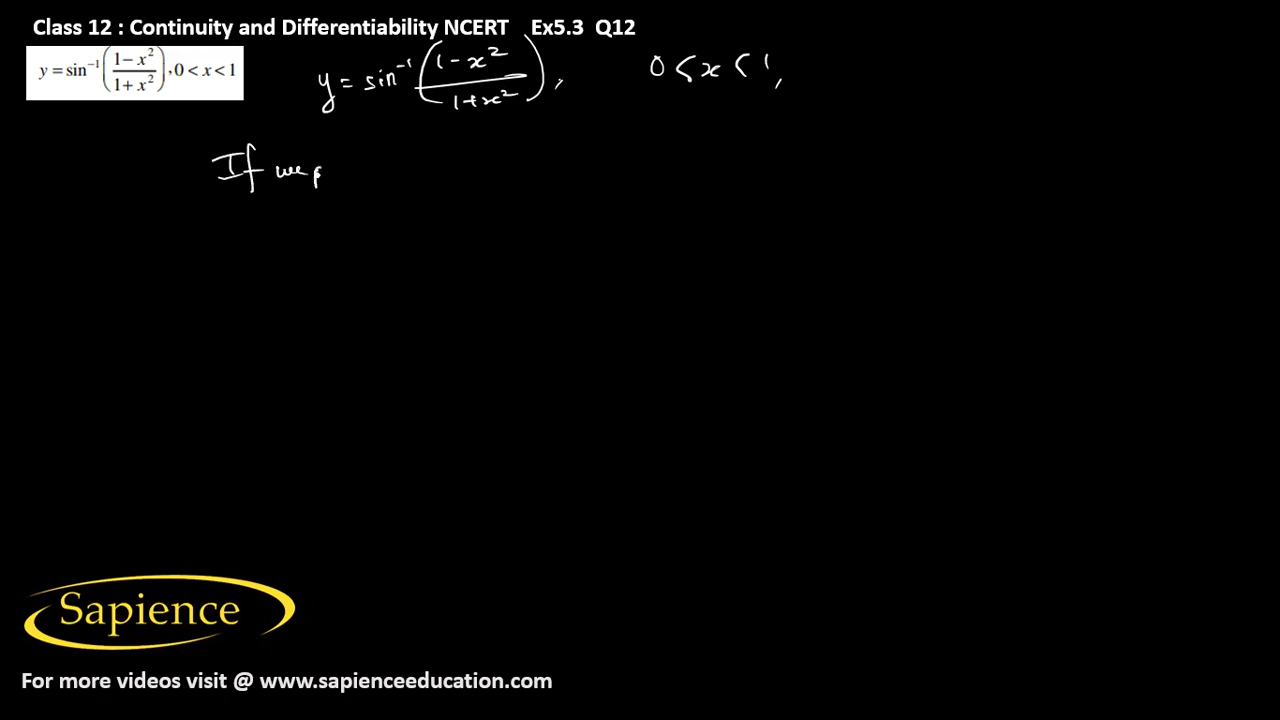 Class 12 : Continuity and Differentiability NCERT Ex5.3 Q12
y = sin⁻¹((1 − x²)/(1 + x²)), 0 < x < 1
y = sin⁻¹((1 − x²)/(1 + x²)), 0 < x < 1,
If we p
Sapience
For more videos visit @ www.sapienceeducation.com